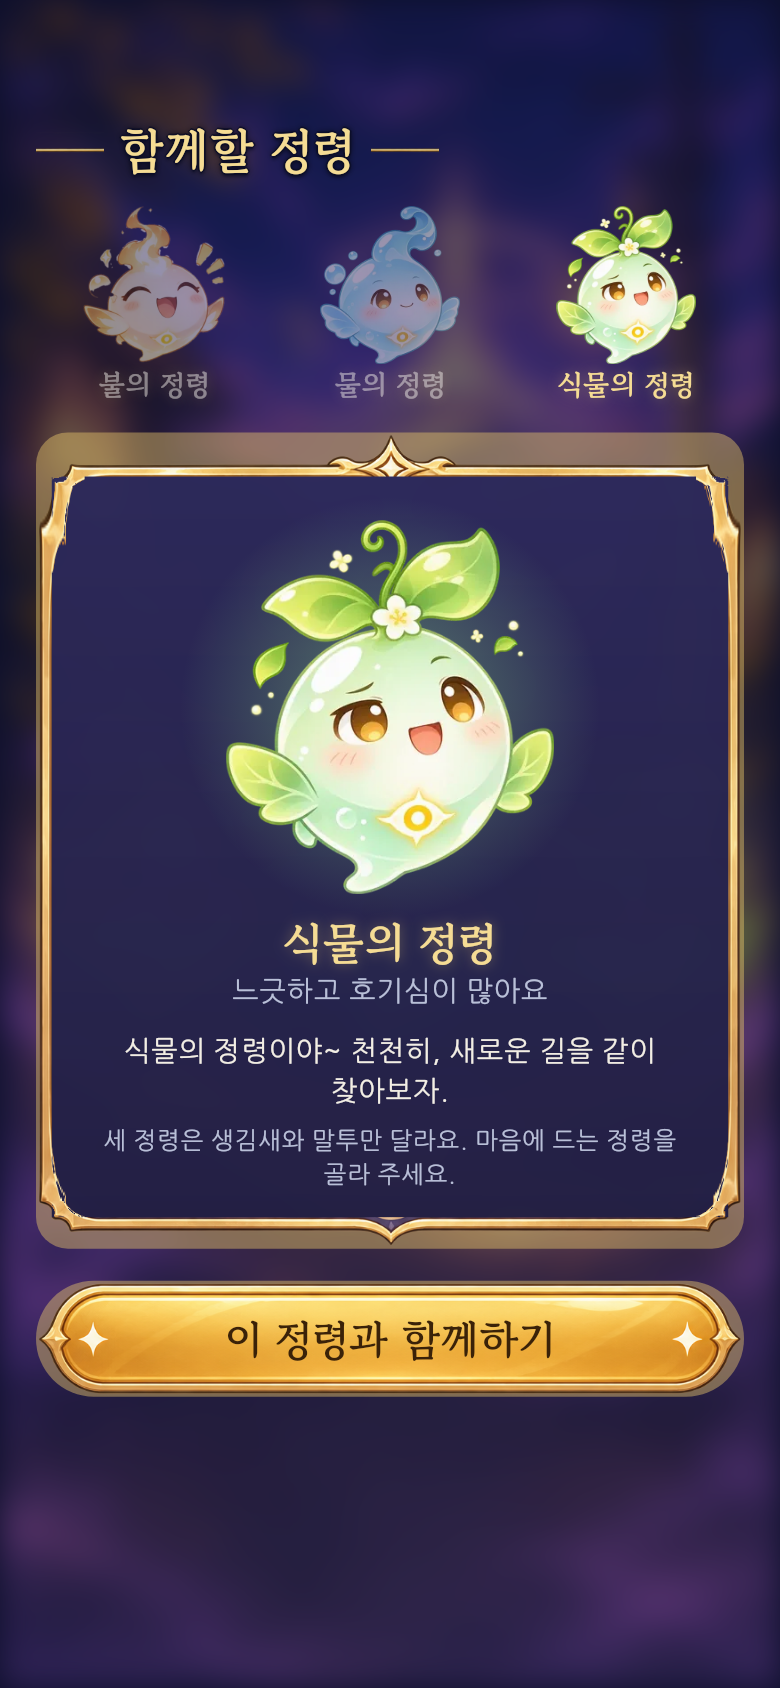 함께할 정령
불의 정령
물의 정령
식물의 정령
식물의 정령
느긋하고 호기심이 많아요
식물의 정령이야~ 천천히, 새로운 길을 같이
찾아보자.
세 정령은 생김새와 말투만 달라요. 마음에 드는 정령을
골라 주세요.
이 정령과 함께하기